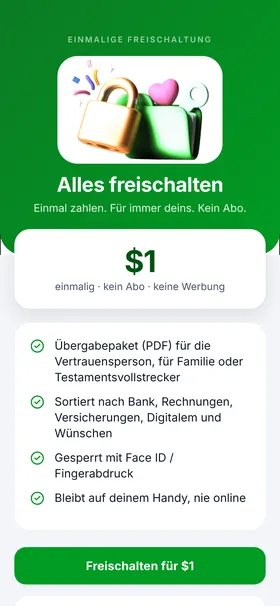 EINMALIGE FREISCHALTUNG
Alles freischalten
Einmal zahlen. Für immer deins. Kein Abo.
$1
einmalig · kein Abo · keine Werbung
Übergabepaket (PDF) für die
Vertrauensperson, für Familie oder
Testamentsvollstrecker
Sortiert nach Bank, Rechnungen,
Versicherungen, Digitalem und
Wünschen
Gesperrt mit Face ID /
Fingerabdruck
Bleibt auf deinem Handy, nie online
Freischalten für $1